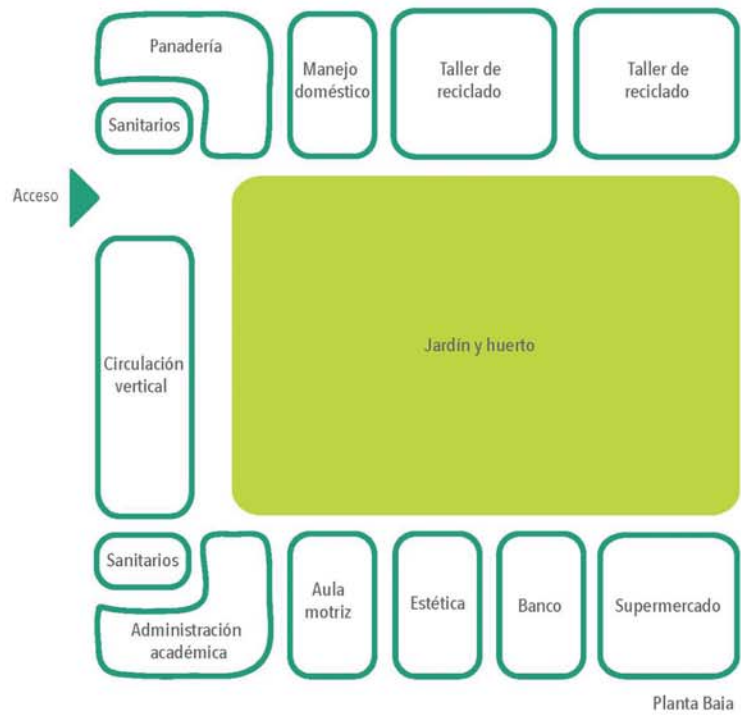 Panadería
Manejo
doméstico
Taller de
reciclado
Taller de
reciclado
Sanitarios
Acceso
Circulación
vertical
Jardín y huerto
Sanitarios
Administración
académica
Aula
motriz
Estética
Banco
Supermercado
Planta Baja